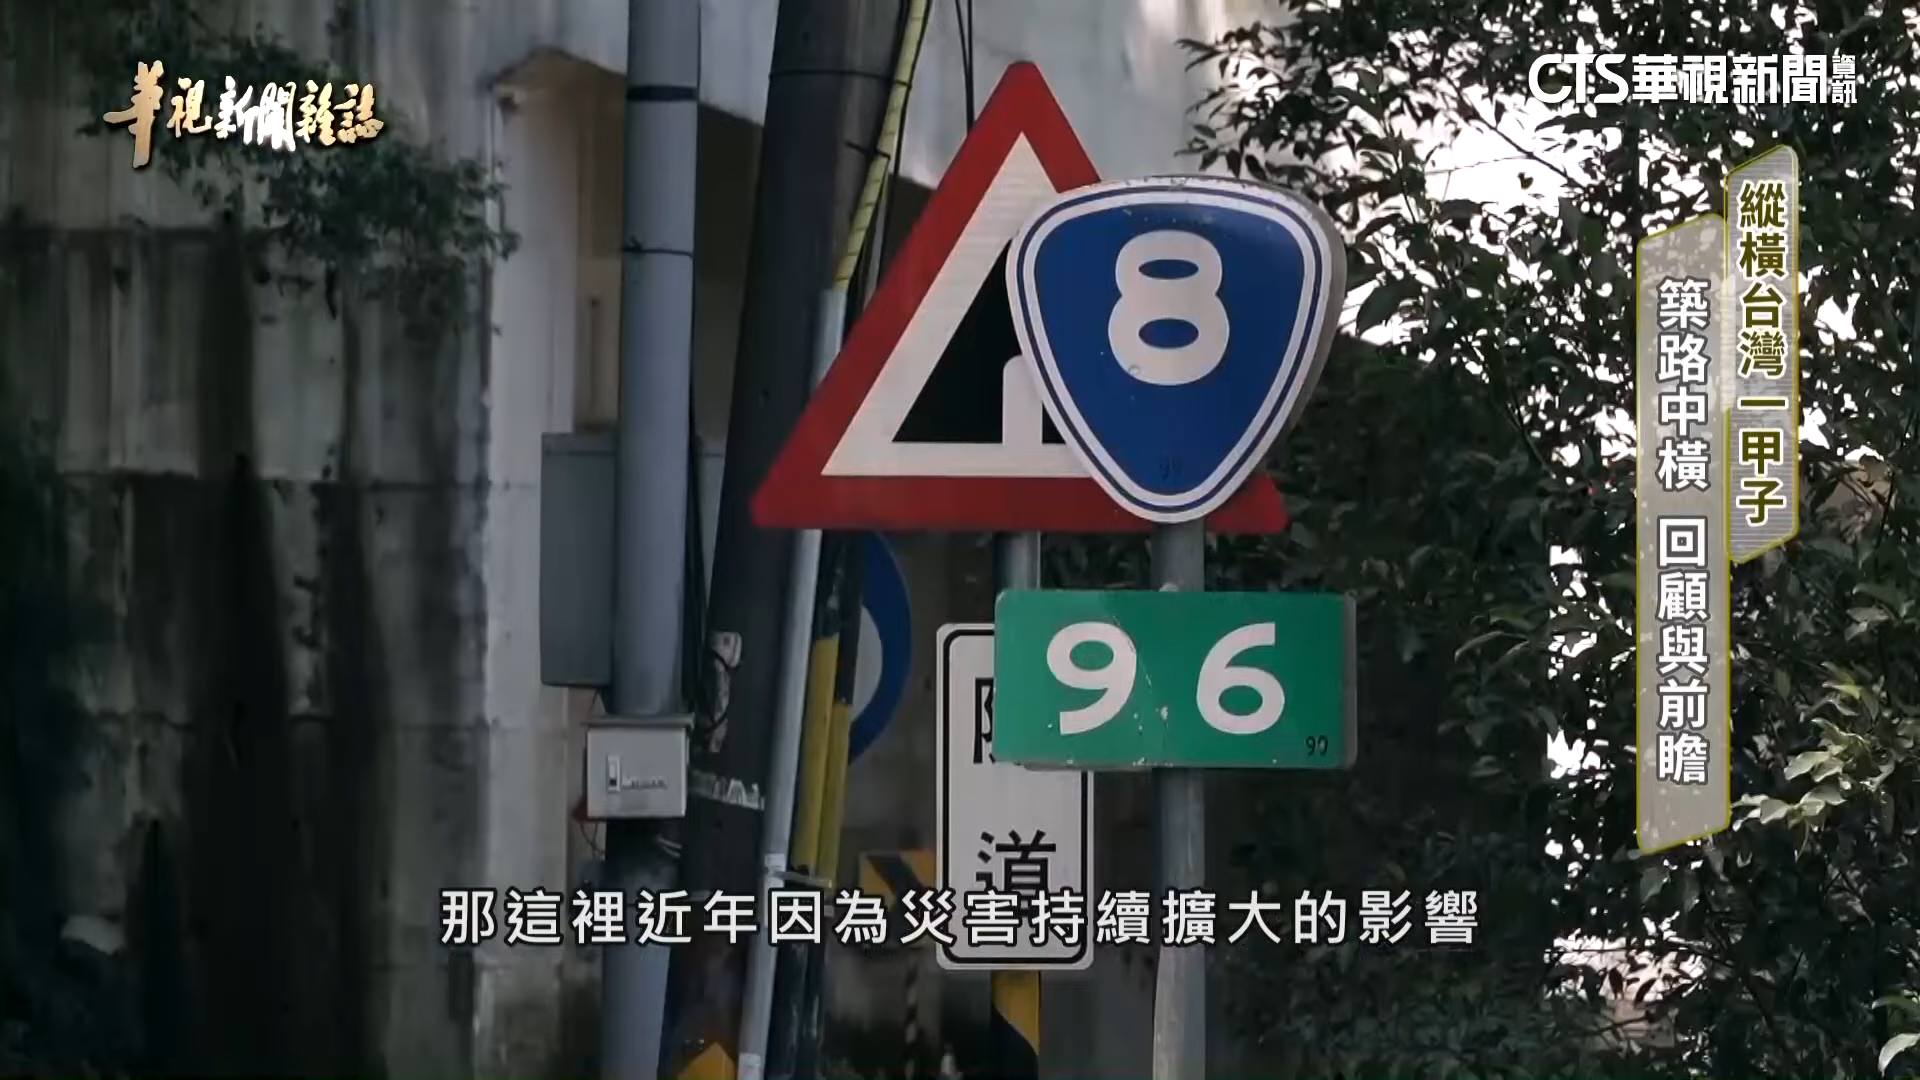 華視新聞雜誌
CTS華視新聞資訊
縱橫台灣一甲子
築路中橫 回顧與前瞻
8
96
90
道
那這裡近年因為災害持續擴大的影響